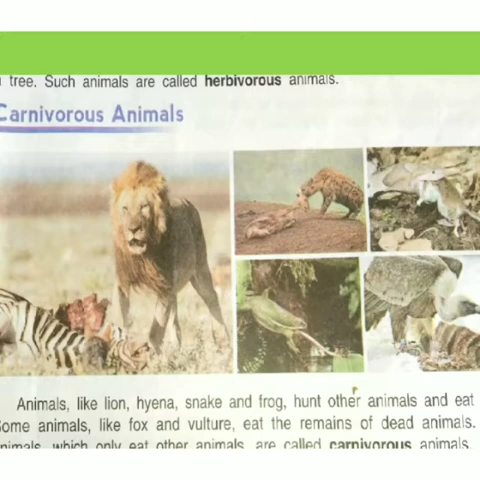 tree. Such animals are called herbivorous animals.
Carnivorous Animals
Animals, like lion, hyena, snake and frog, hunt other animals and eat
Some animals, like fox and vulture, eat the remains of dead animals.
animals, which only eat other animals, are called carnivorous animals.